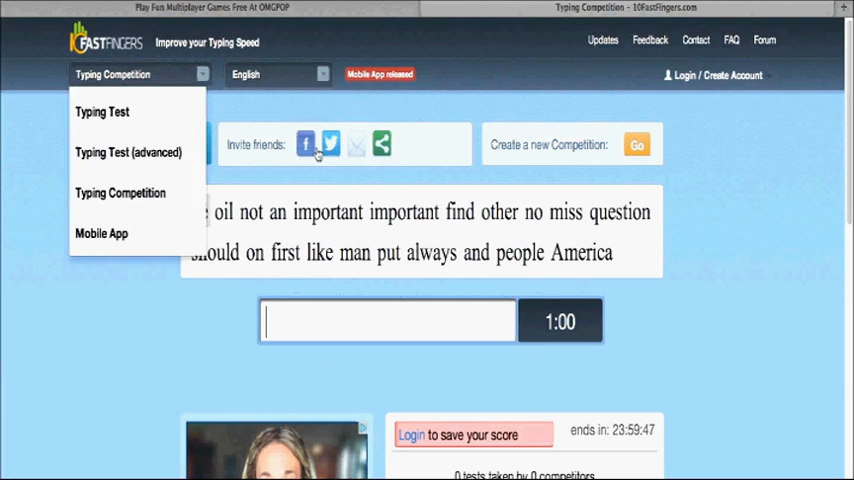 Play Fun Multiplayer Games Free At OMGPOP
Typing Competition - 10FastFingers.com
10FASTFINGERS Improve your Typing Speed
Updates Feedback Contact FAQ Forum
Typing Competition English Mobile App released Login / Create Account
Typing Test
Typing Test (advanced)
Typing Competition
Mobile App
Invite friends:
Create a new Competition: Go
oil not an important important find other no miss question
should on first like man put always and people America
1:00
Login to save your score
ends in: 23:59:47
0 tests taken by 0 competitors